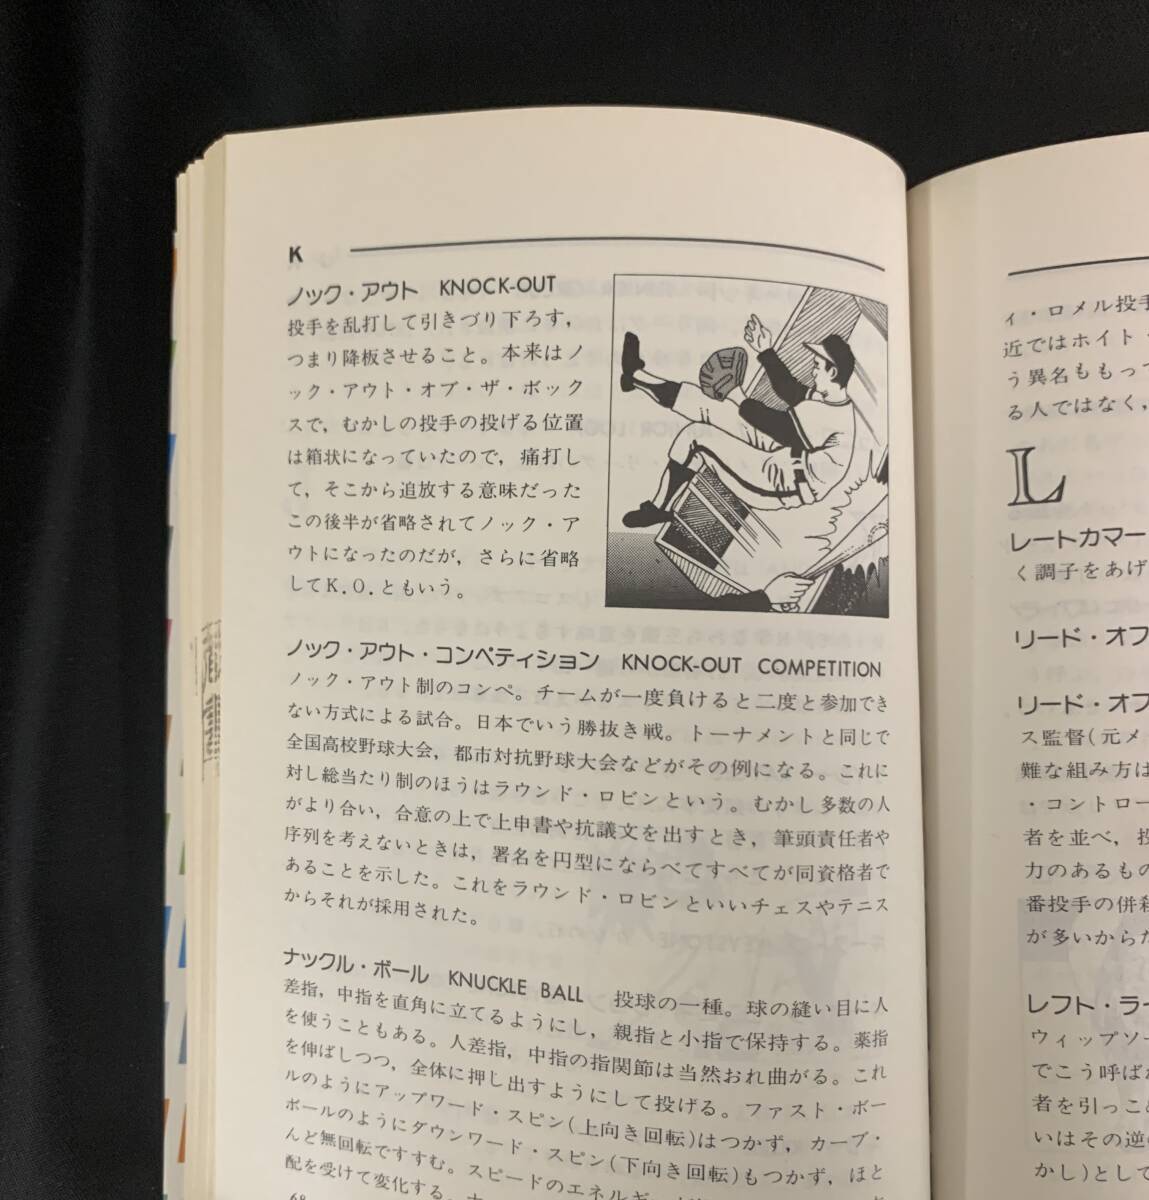 K
ノック・アウト KNOCK-OUT
投手を乱打して引きづり下ろす，
つまり降板させること。本来はノ
ック・アウト・オブ・ザ・ボック
スで，むかしの投手の投げる位置
は箱状になっていたので，痛打し
て，そこから追放する意味だった
この後半が省略されてノック・ア
ウトになったのだが，さらに省略
してK.O.ともいう。
ノック・アウト・コンペティション KNOCK-OUT COMPETITION
ノック・アウト制のコンペ。チームが一度負けると二度と参加でき
ない方式による試合。日本でいう勝抜き戦。トーナメントと同じで
全国高校野球大会，都市対抗野球大会などがその例になる。これに
対し総当たり制のほうはラウンド・ロビンという。むかし多数の人
がより合い，合意の上で上申書や抗議文を出すとき，筆頭責任者や
序列を考えないときは，署名を円型にならべてすべてが同資格者で
あることを示した。これをラウンド・ロビンといいチェスやテニス
からそれが採用された。
ナックル・ボール KNUCKLE BALL 投球の一種。球の縫い目に人
差指，中指を直角に立てるようにし，親指と小指で保持する。薬指
を使うこともある。人差指，中指の指関節は当然おれ曲がる。これ
を伸ばしつつ，全体に押し出すようにして投げる。ファスト・ボー
ルのようにアップワード・スピン(上向き回転)はつかず，カーブ・
ボールのようにダウンワード・スピン(下向き回転)もつかず，ほと
んど無回転ですすむ。スピードのエネルギ
配を受けて変化する。
68
ィ・ロメル投手
近ではホイト・
う異名ももって
る人ではなく，
L
レートカマー
く調子をあげ
リード・オフ
リード・オフ
ス監督(元メ
難な組み方は
・コントロー
者を並べ，投
力のあるもの
番投手の併殺
が多いからだ
レフト・ラー
ウィップソー
でこう呼ばれ
者を引っこめ
いはその逆の
かし)として